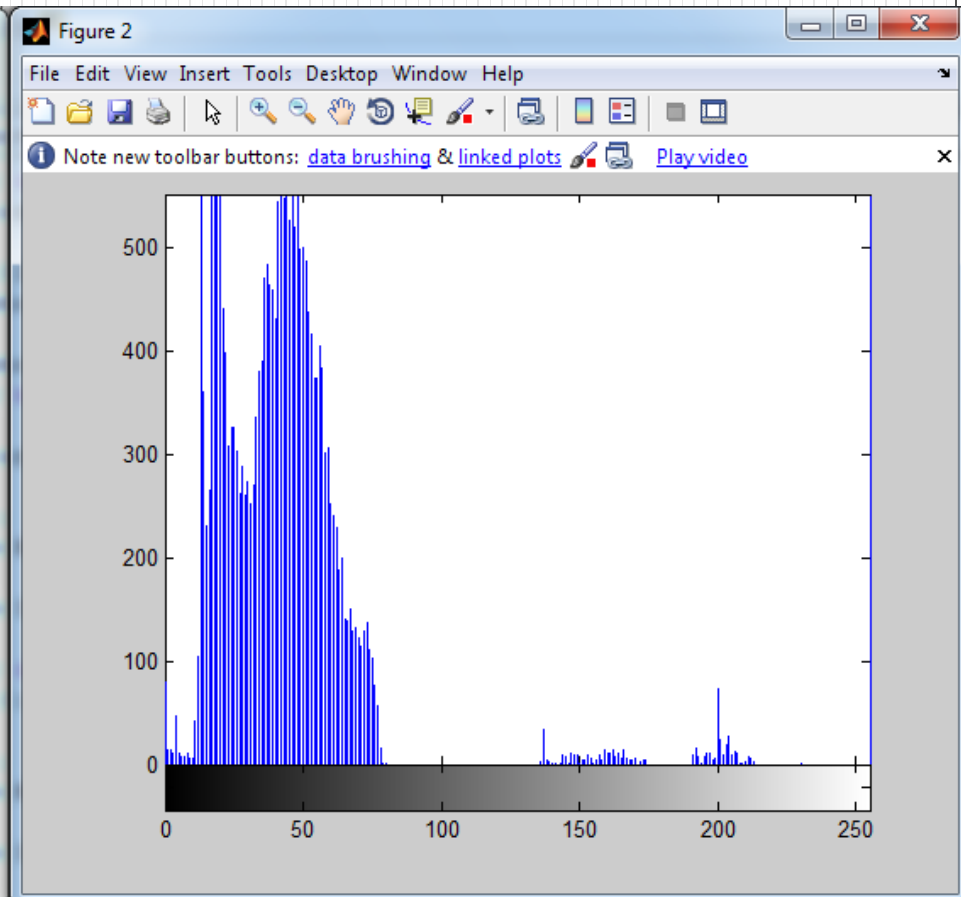 Figure 2
File Edit View Insert Tools Desktop Window Help
Note new toolbar buttons: data brushing & linked plots Play video
500
400
300
200
100
0
0 50 100 150 200 250